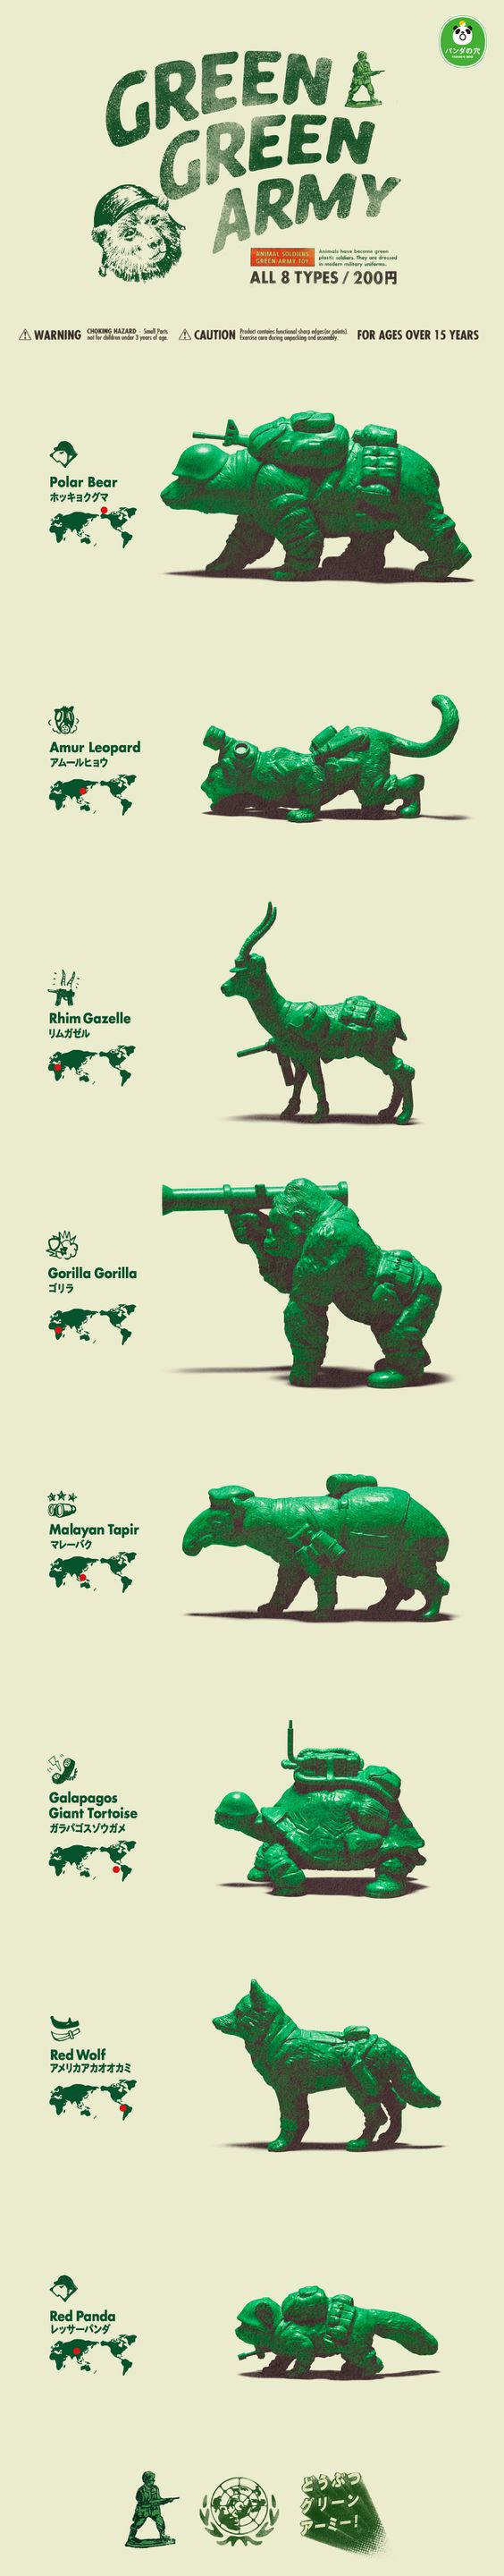 パンダの穴
GREEN
GREEN
ARMY
ANIMAL SOLDIERS,
GREEN ARMY TOY.
Animals have become green
plastic soldiers. They are dressed
in modern military uniforms.
ALL 8 TYPES / 200円
WARNING
CHOKING HAZARD - Small Parts
not for children under 3 years of age.
CAUTION
Product contains functional sharp edges(or points).
Exercise care during unpacking and assembly.
FOR AGES OVER 15 YEARS
Polar Bear
ホッキョクグマ
Amur Leopard
アムールヒョウ
Rhim Gazelle
リムガゼル
Gorilla Gorilla
ゴリラ
Malayan Tapir
マレーバク
Galapagos
Giant Tortoise
ガラパゴスゾウガメ
Red Wolf
アメリカアカオオカミ
Red Panda
レッサーパンダ
どうぶつ
グリーン
アーミー!